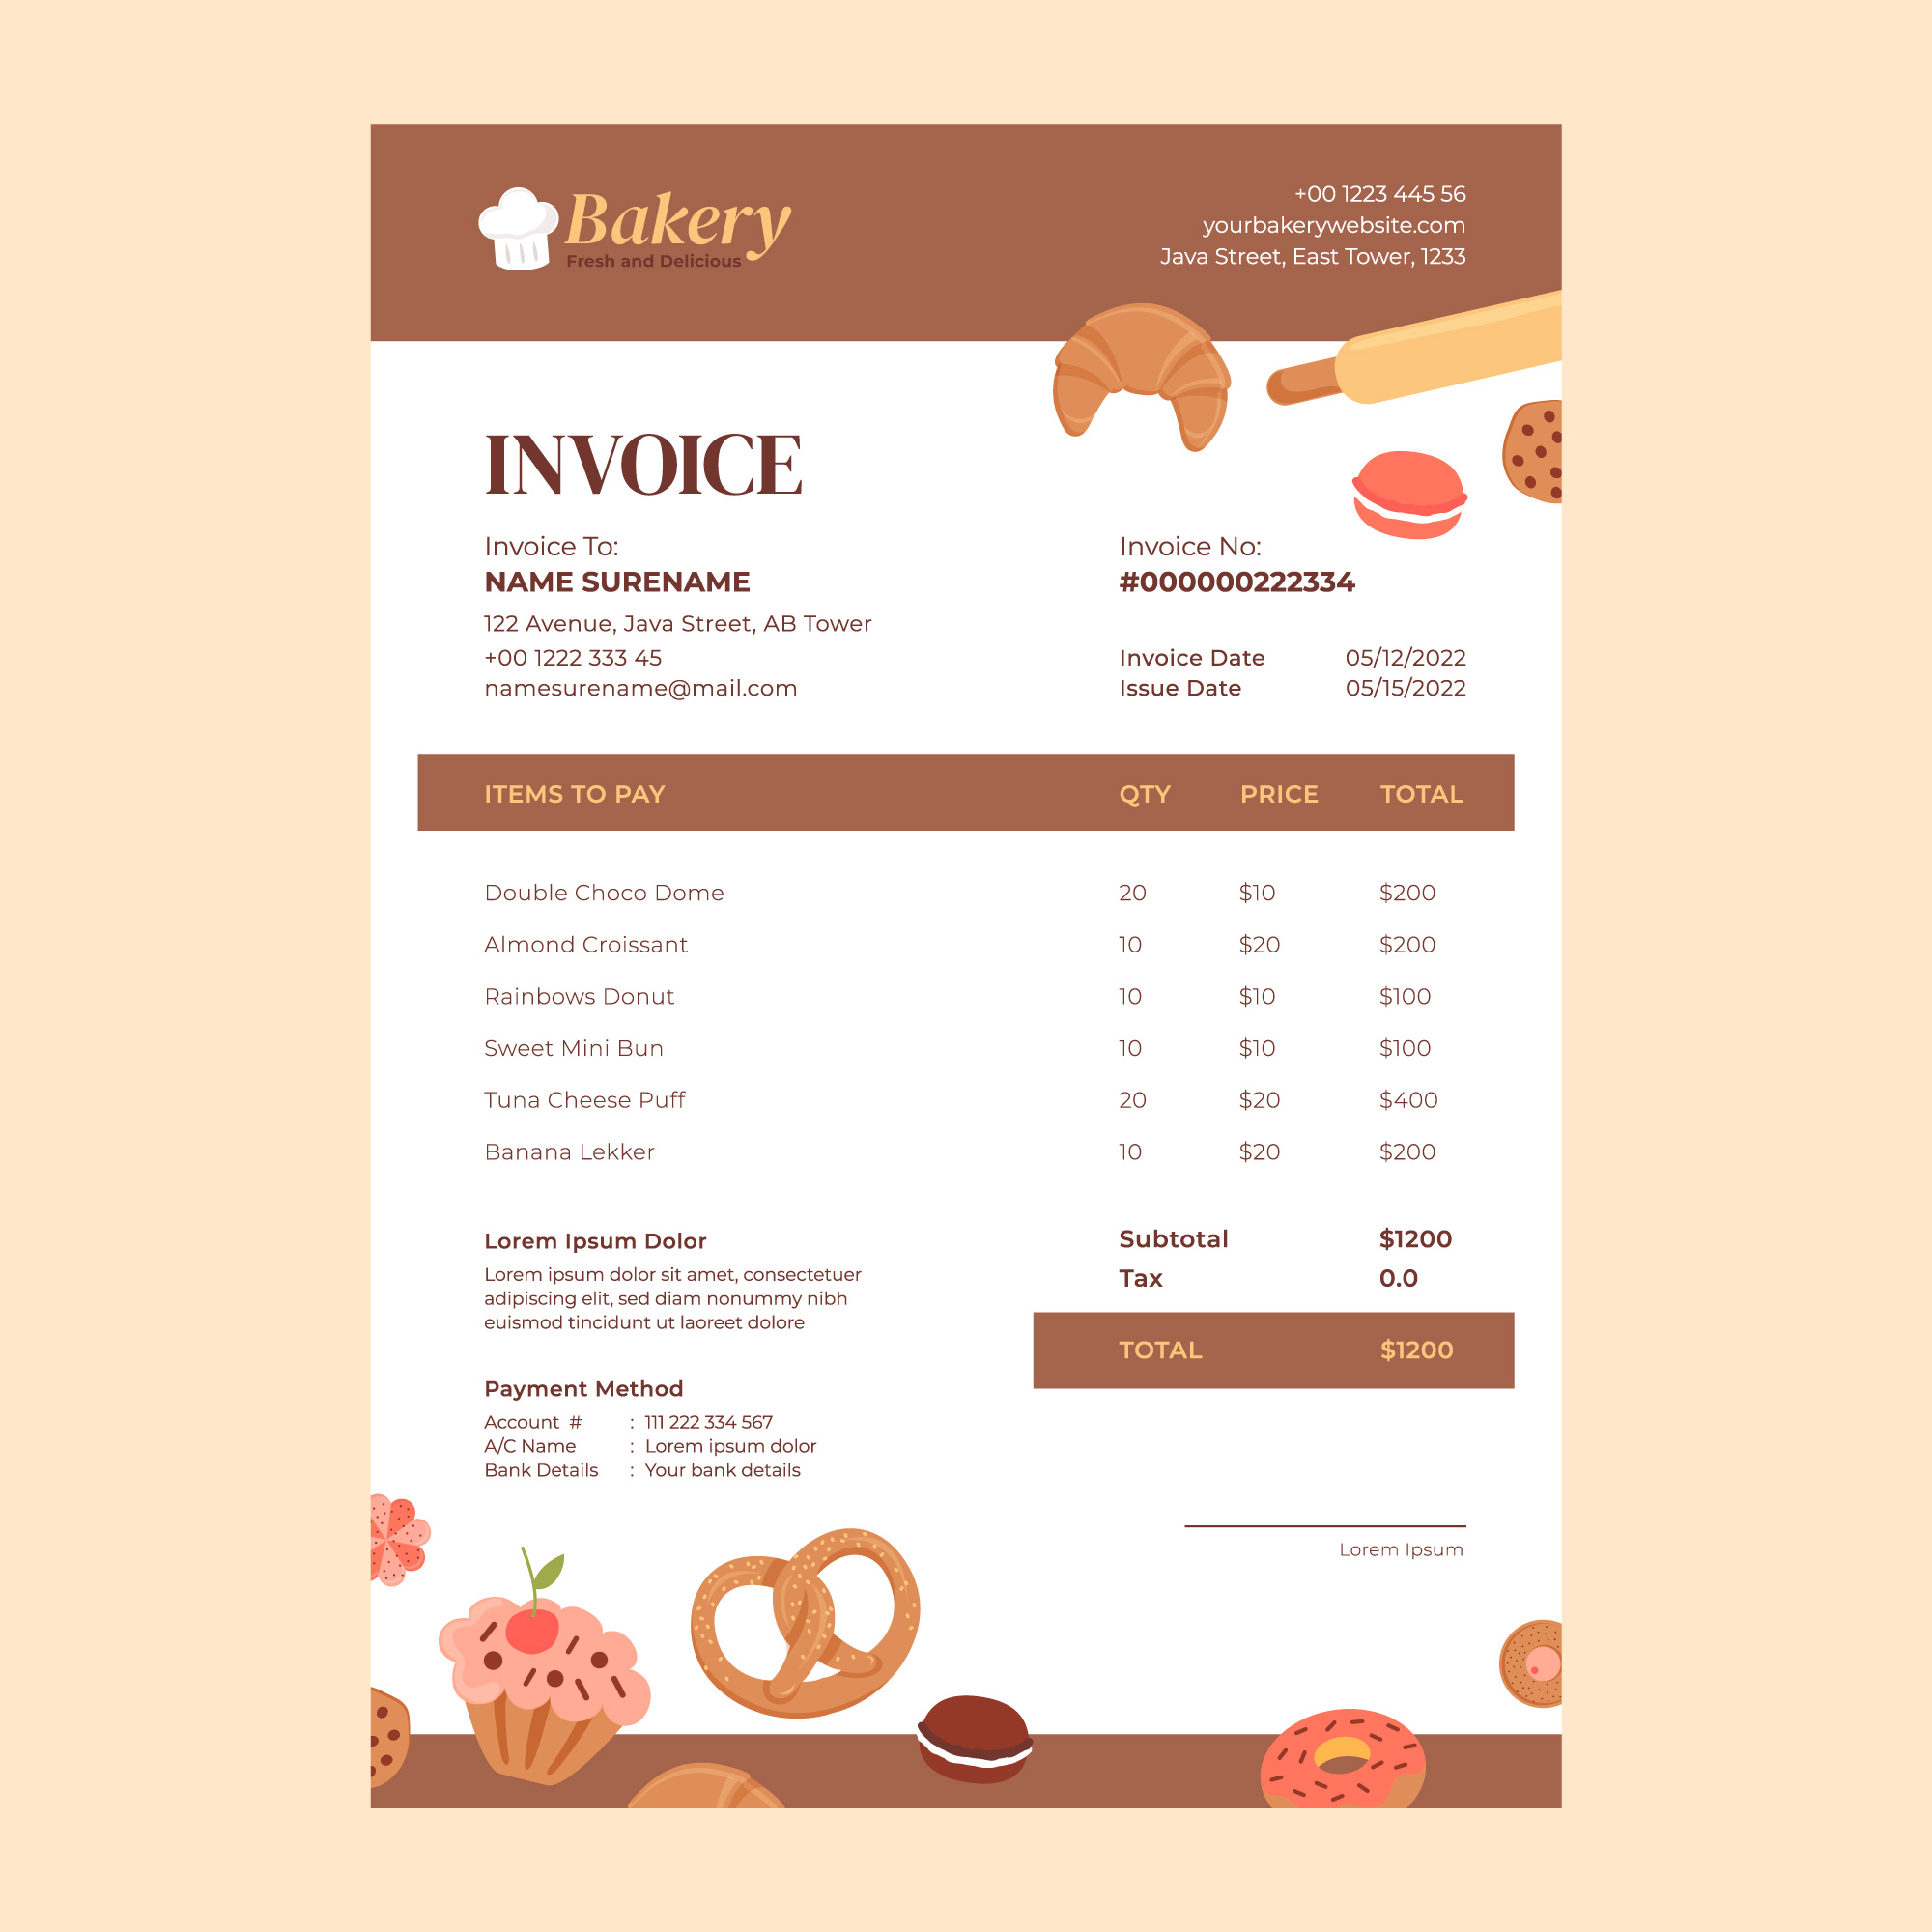 Bakery
Fresh and Delicious
+00 1223 445 56
yourbakerywebsite.com
Java Street, East Tower, 1233
INVOICE
Invoice To:
NAME SURENAME
122 Avenue, Java Street, AB Tower
+00 1222 333 45
namesurename@mail.com
Invoice No:
#000000222334
Invoice Date 05/12/2022
Issue Date 05/15/2022
ITEMS TO PAY QTY PRICE TOTAL
Double Choco Dome 20 $10 $200
Almond Croissant 10 $20 $200
Rainbows Donut 10 $10 $100
Sweet Mini Bun 10 $10 $100
Tuna Cheese Puff 20 $20 $400
Banana Lekker 10 $20 $200
Subtotal $1200
Tax 0.0
TOTAL $1200
Lorem Ipsum Dolor
Lorem ipsum dolor sit amet, consectetuer
adipiscing elit, sed diam nonummy nibh
euismod tincidunt ut laoreet dolore
Payment Method
Account # : 111 222 334 567
A/C Name : Lorem ipsum dolor
Bank Details : Your bank details
Lorem Ipsum